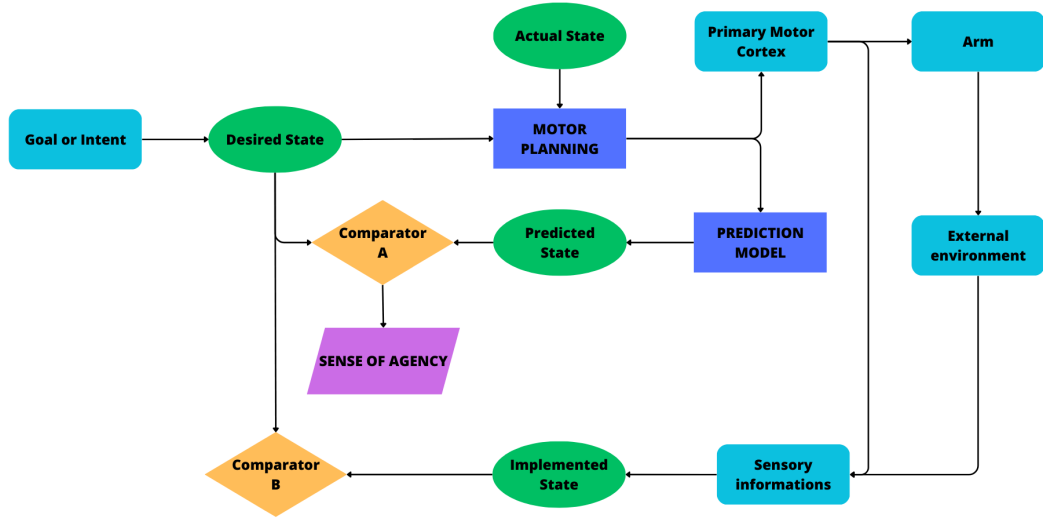 Actual State
Primary Motor
Cortex
Arm
Goal or Intent
Desired State
MOTOR
PLANNING
Comparator
A
Predicted
State
PREDICTION
MODEL
External
environment
SENSE OF AGENCY
Comparator
B
Implemented
State
Sensory
informations